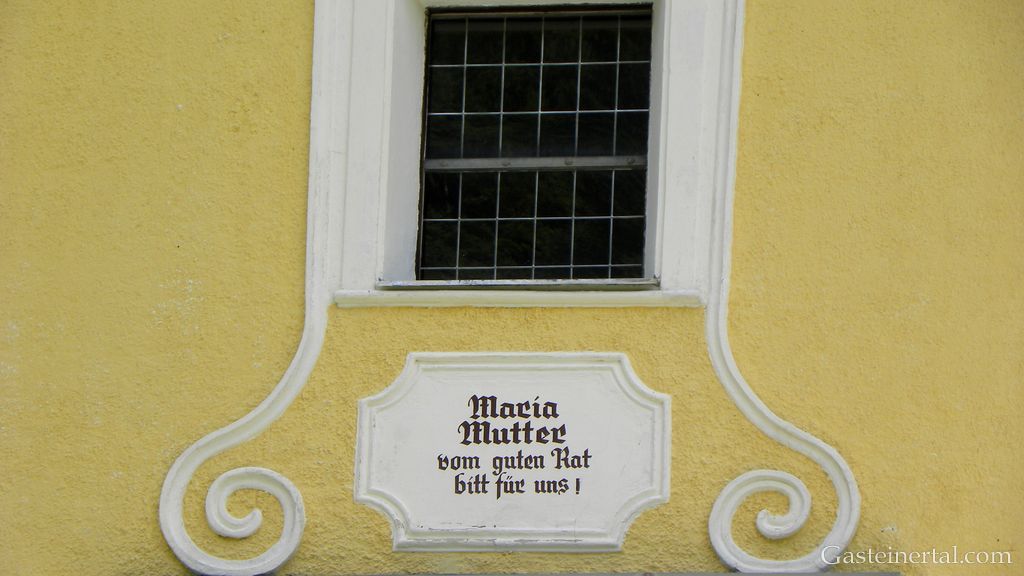 Maria
Mutter
vom guten Rat
bitt für uns!
Gasteinertal.com